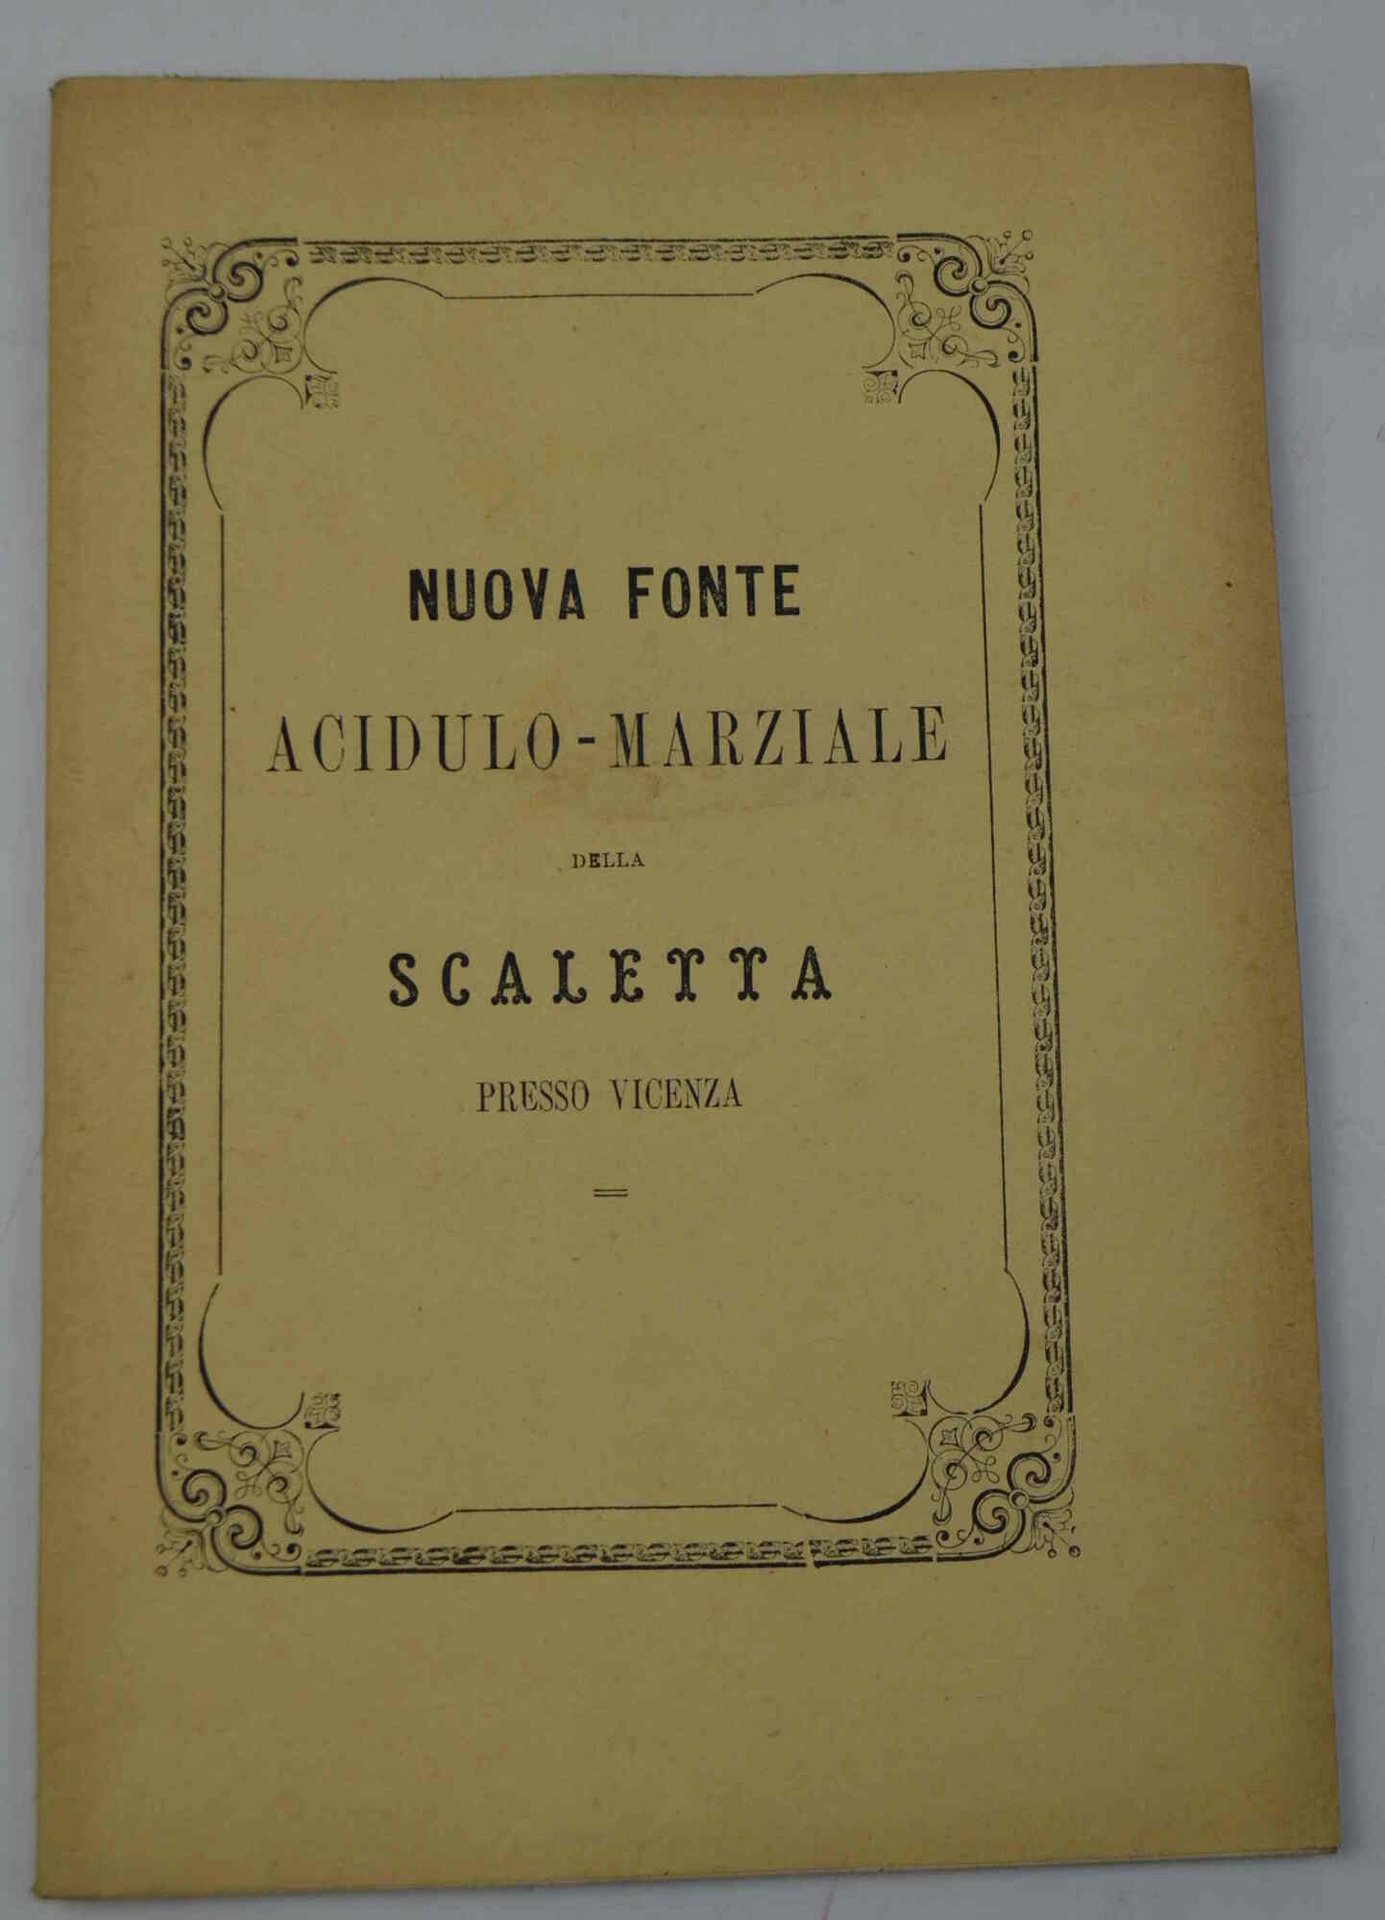 NUOVA FONTE
ACIDULO-MARZIALE
DELLA
SCALETTA
PRESSO VICENZA